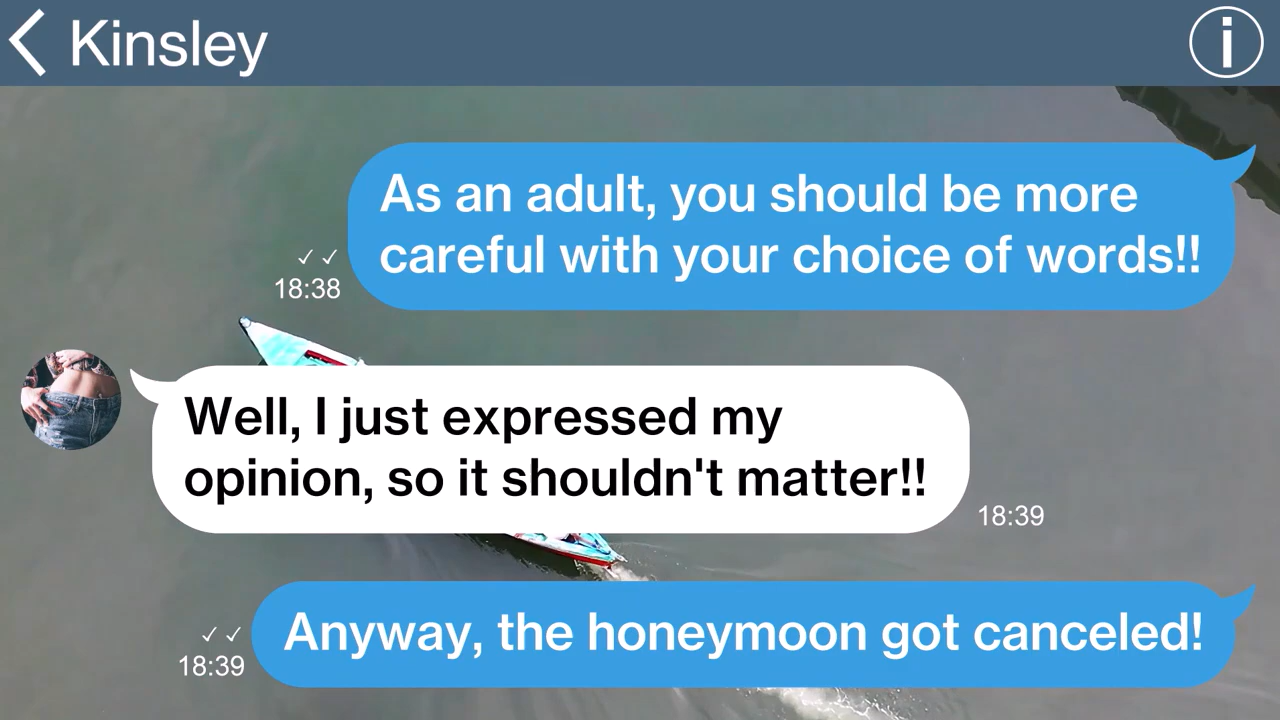 Kinsley
As an adult, you should be more
careful with your choice of words!!
18:38
Well, I just expressed my
opinion, so it shouldn't matter!!
18:39
Anyway, the honeymoon got canceled!
18:39